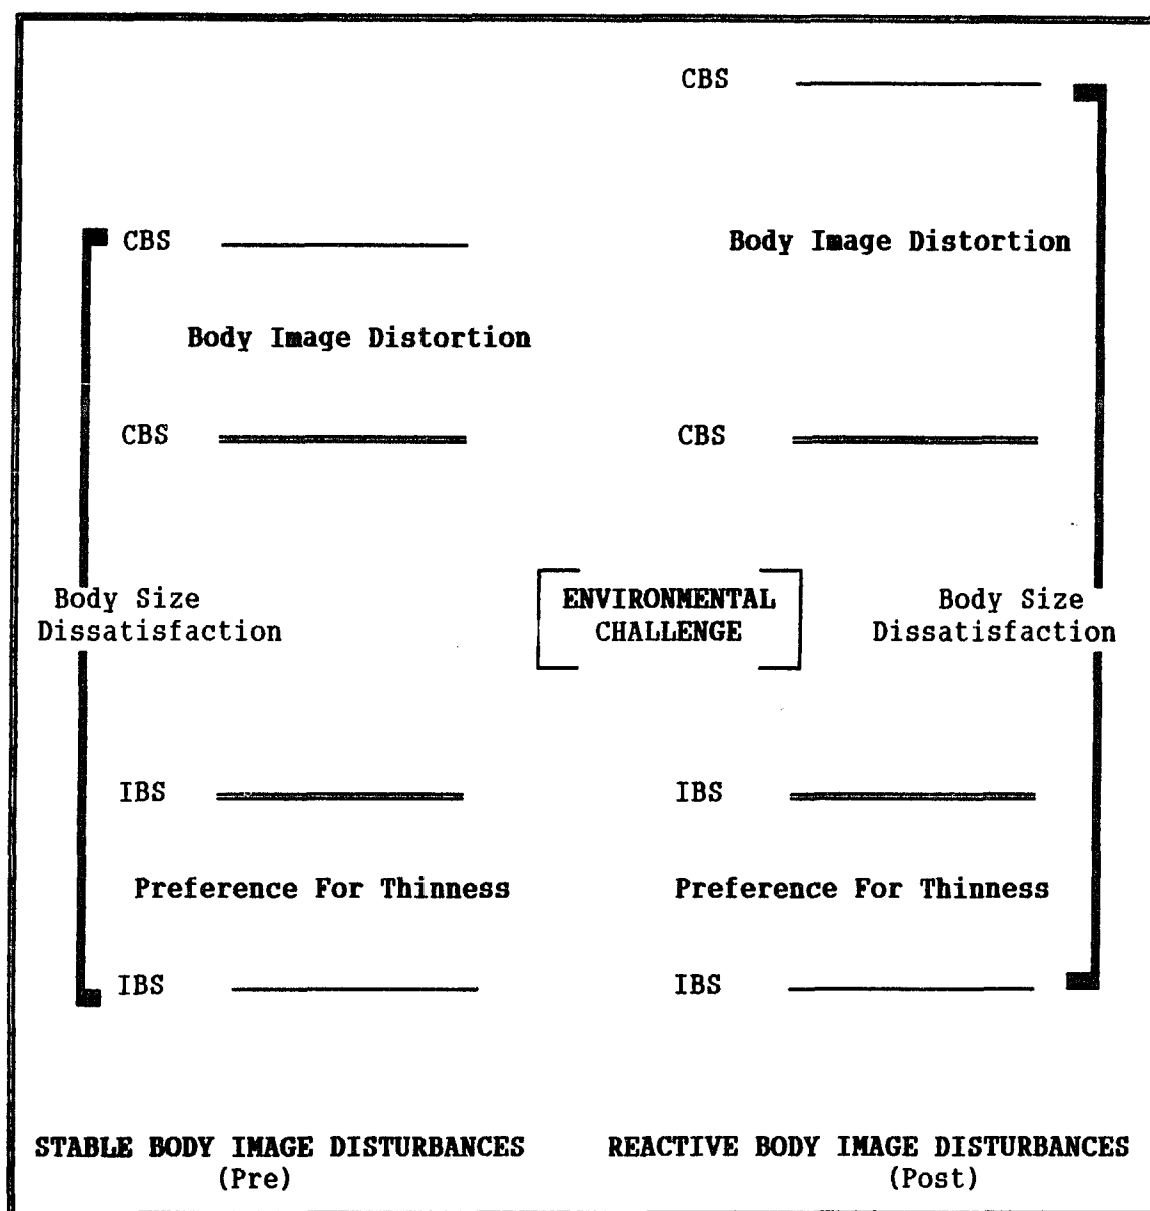 CBS
CBS
Body Image Distortion
Body Image Distortion
CBS
CBS
Body Size
Dissatisfaction
ENVIRONMENTAL
CHALLENGE
Body Size
Dissatisfaction
IBS
IBS
Preference For Thinness
Preference For Thinness
IBS
IBS
STABLE BODY IMAGE DISTURBANCES
(Pre)
REACTIVE BODY IMAGE DISTURBANCES
(Post)